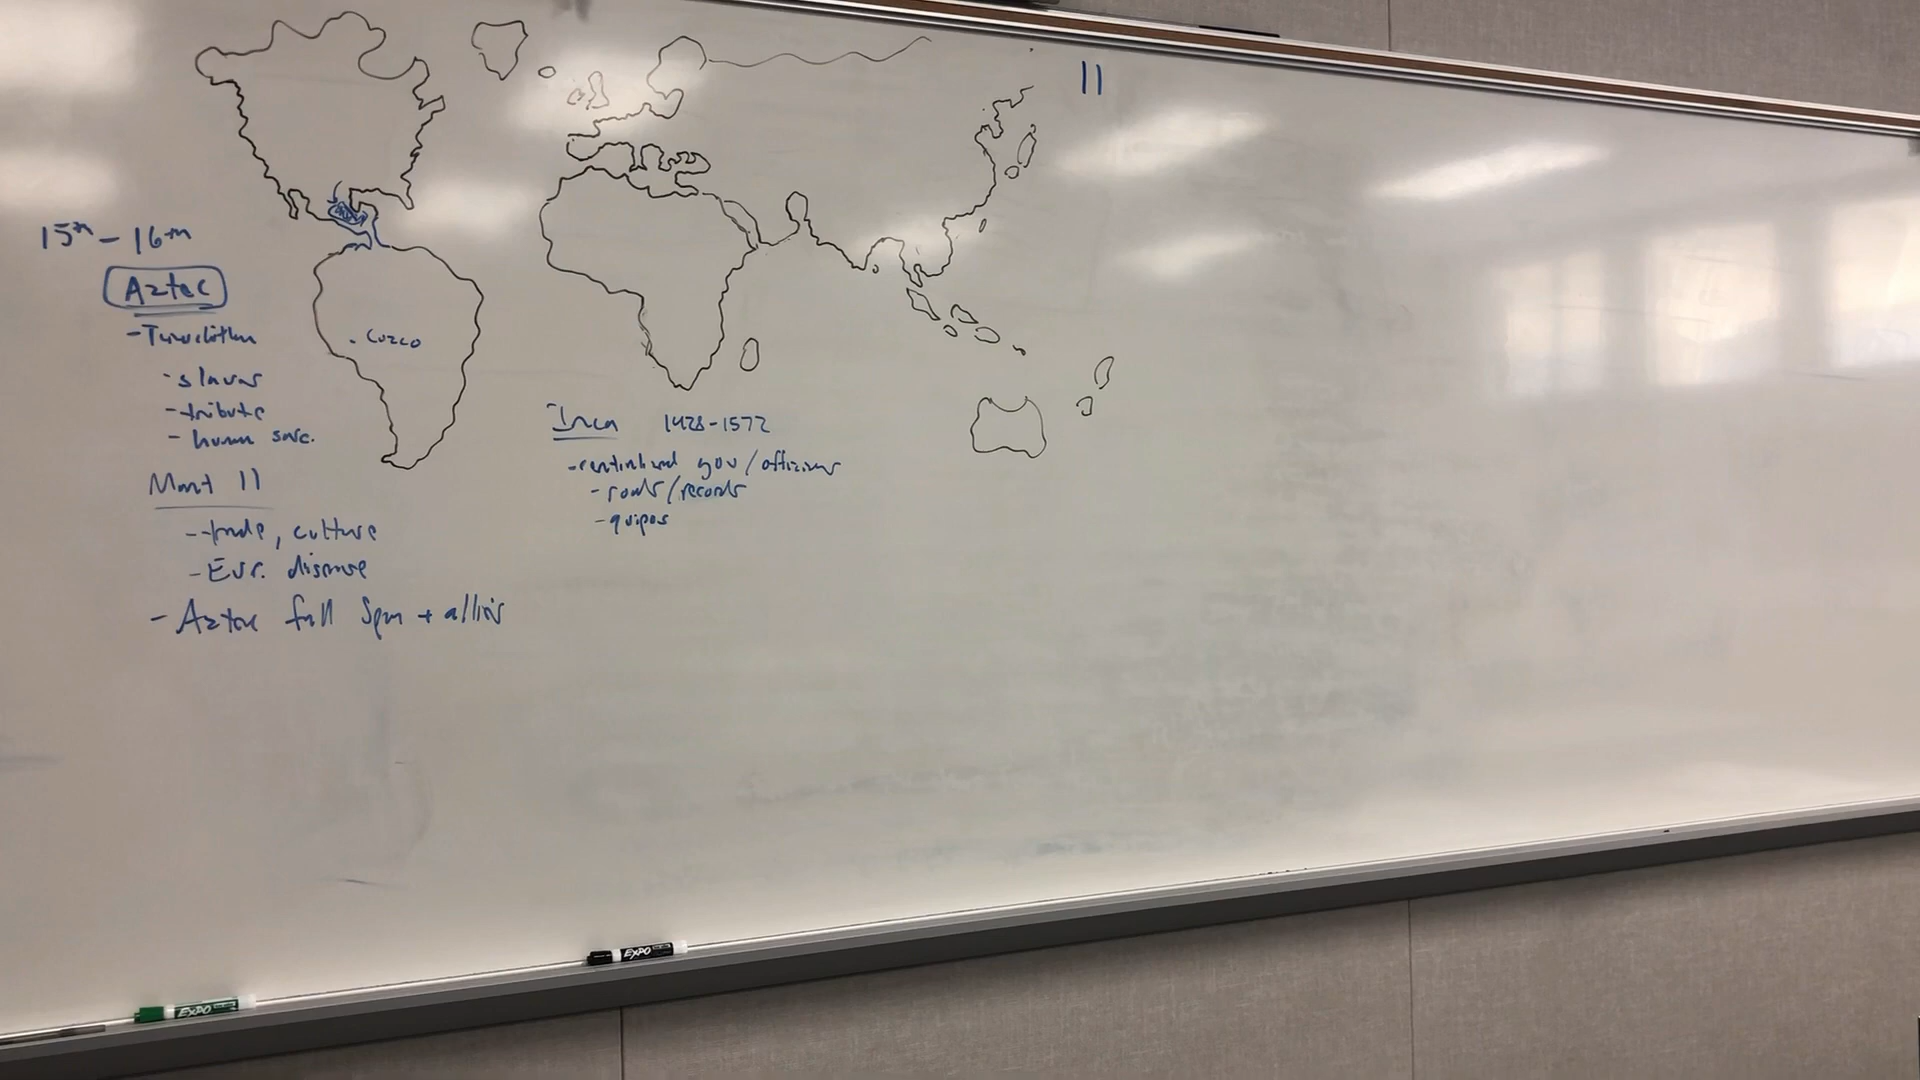 11
15th - 16th
Aztec
- Tenochtitlan
- slaves
- tribute
- human sac.
Mont II
- trade, culture
- Eur. disease
- Aztec fall Span + allies
. Cuzco
Inca 1428-1572
- centralized gov/officials
- roads/records
- quipos
EXPO
EXPO